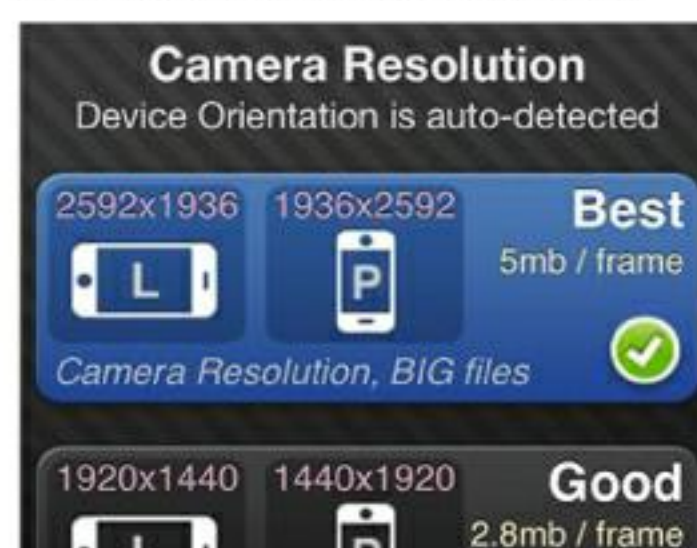 Camera Resolution
Device Orientation is auto-detected
2592x1936 1936x2592 Best
5mb / frame
L P
Camera Resolution, BIG files
1920x1440 1440x1920 Good
2.8mb / frame
L P